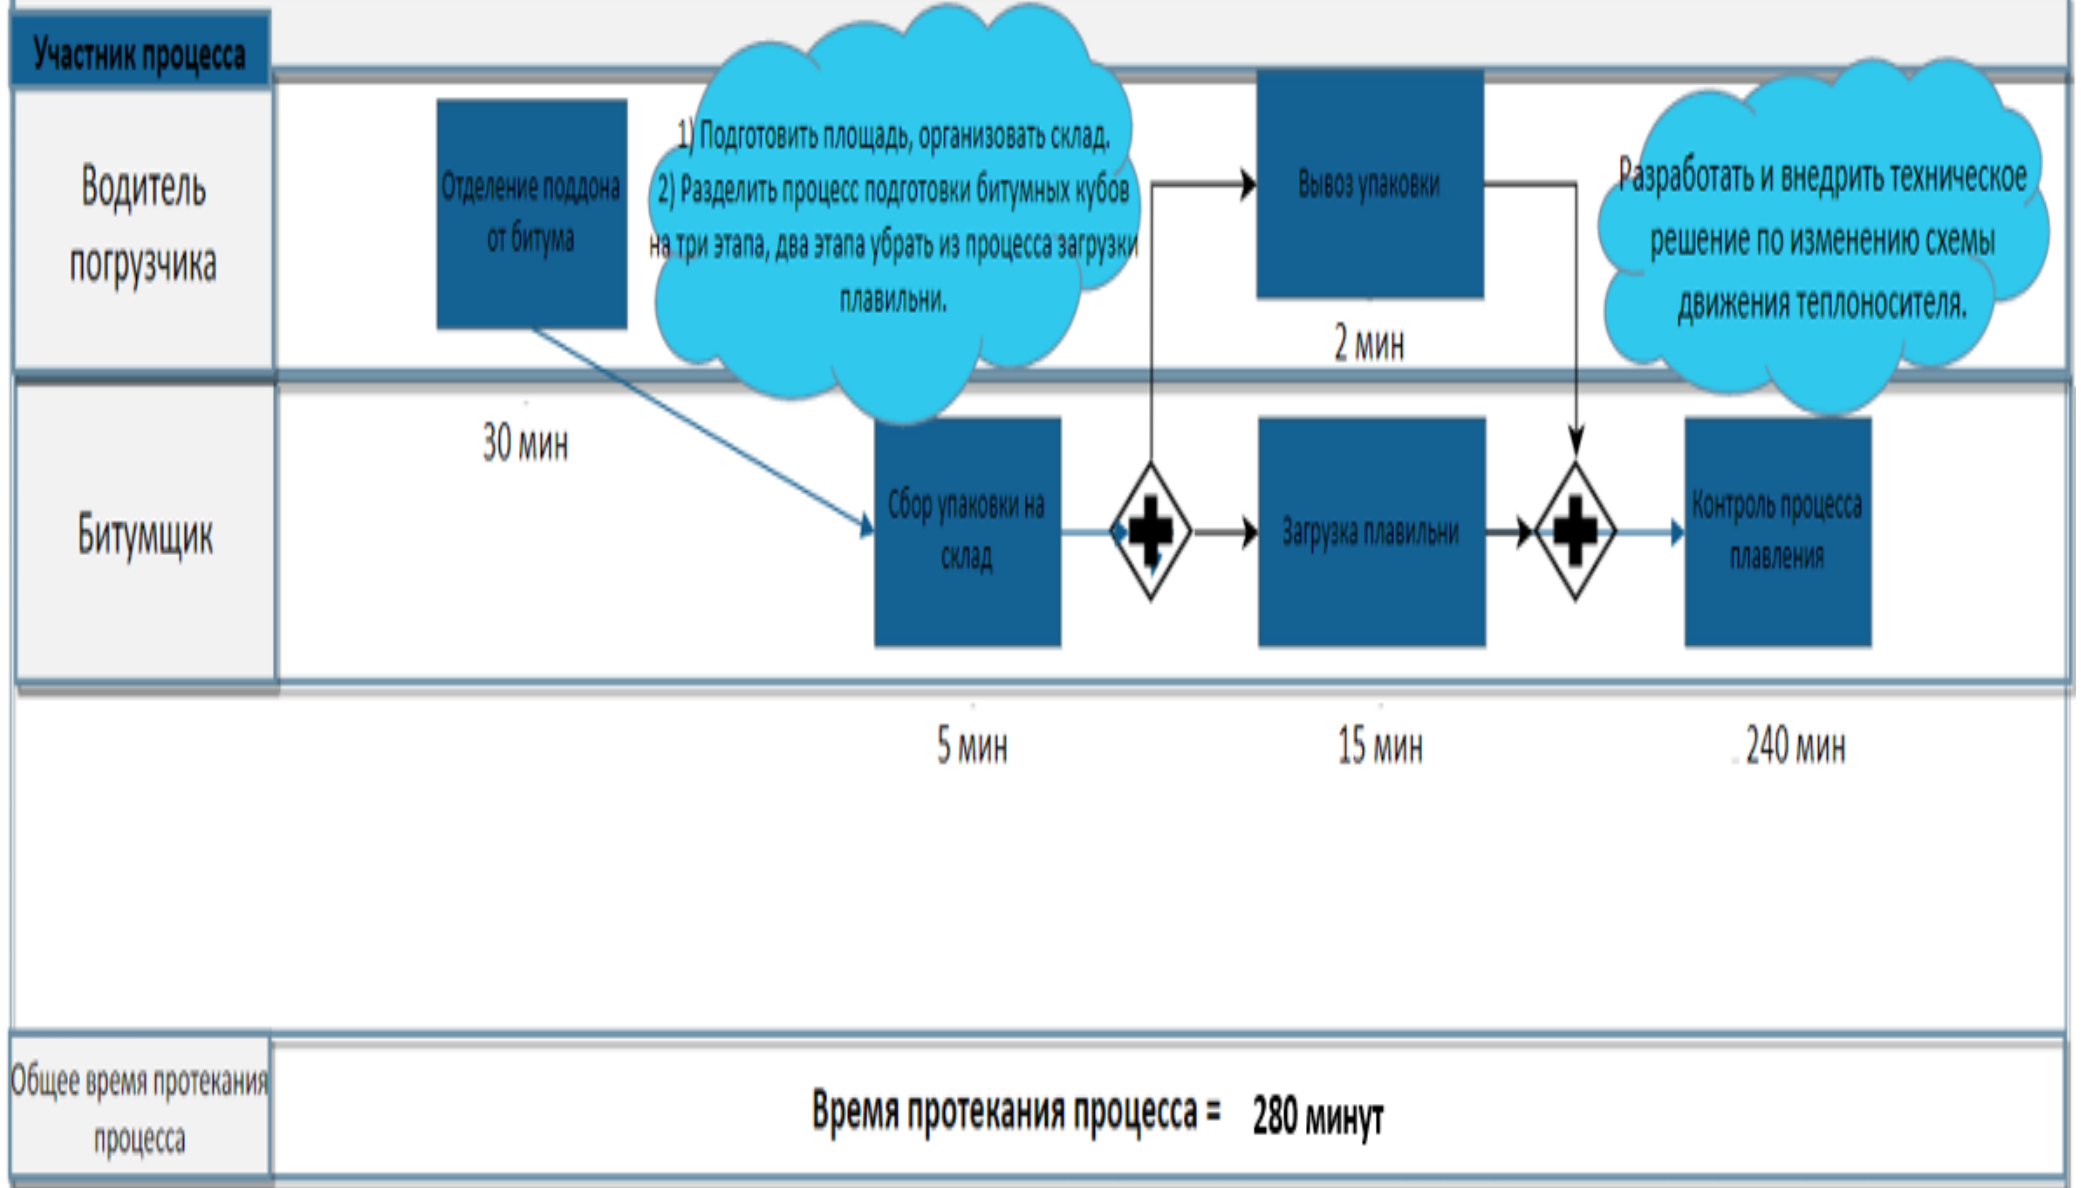 Участник процесса
Водитель
погрузчика
Отделение поддона
от битума
30 мин
1) Подготовить площадь, организовать склад.
2) Разделить процесс подготовки битумных кубов
на три этапа, два этапа убрать из процесса загрузки
плавильни.
Вывоз упаковки
2 мин
Разработать и внедрить техническое
решение по изменению схемы
движения теплоносителя.
Битумщик
Сбор упаковки на
склад
Загрузка плавильни
Контроль процесса
плавления
5 мин
15 мин
240 мин
Общее время протекания
процесса
Время протекания процесса = 280 минут